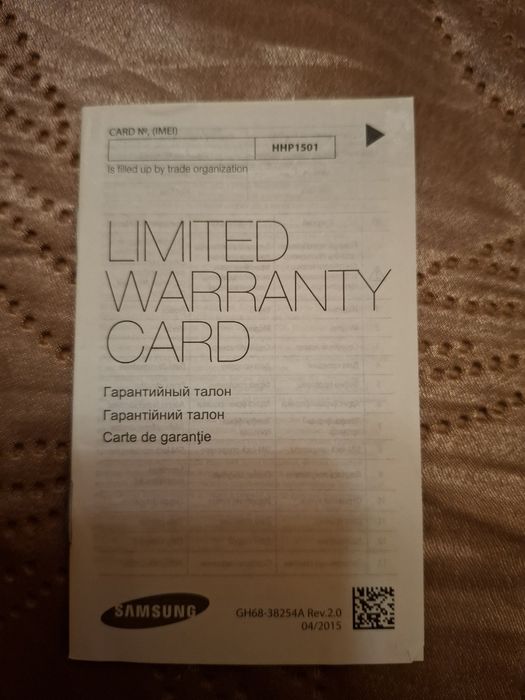 CARD №, (IMEI)
HHP1501
Is filled up by trade organization
LIMITED
WARRANTY
CARD
Гарантийный талон
Гарантійний талон
Carte de garanţie
SAMSUNG
GH68-38254A Rev.2.0
04/2015